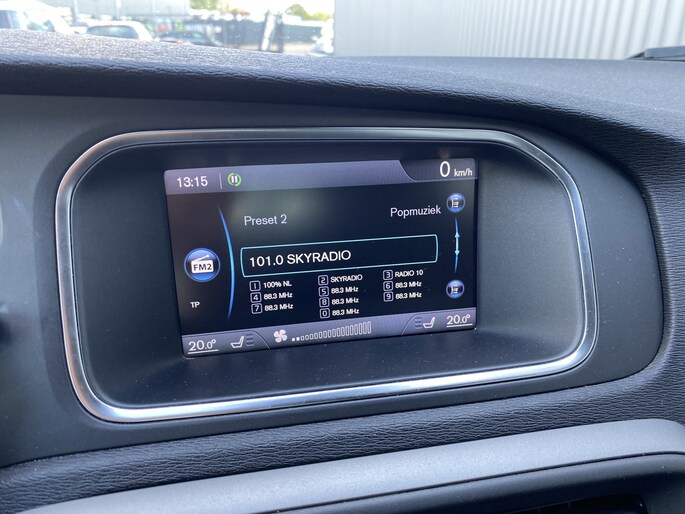 13:15 0 km/h
Preset 2 Popmuziek
101.0 SKYRADIO
FM2
1 100% NL 2 SKYRADIO 3 RADIO 10
4 88.3 MHz 5 88.3 MHz 6 88.3 MHz
7 88.3 MHz 8 88.3 MHz 9 88.3 MHz
0 88.3 MHz
TP
20.0° 20.0°